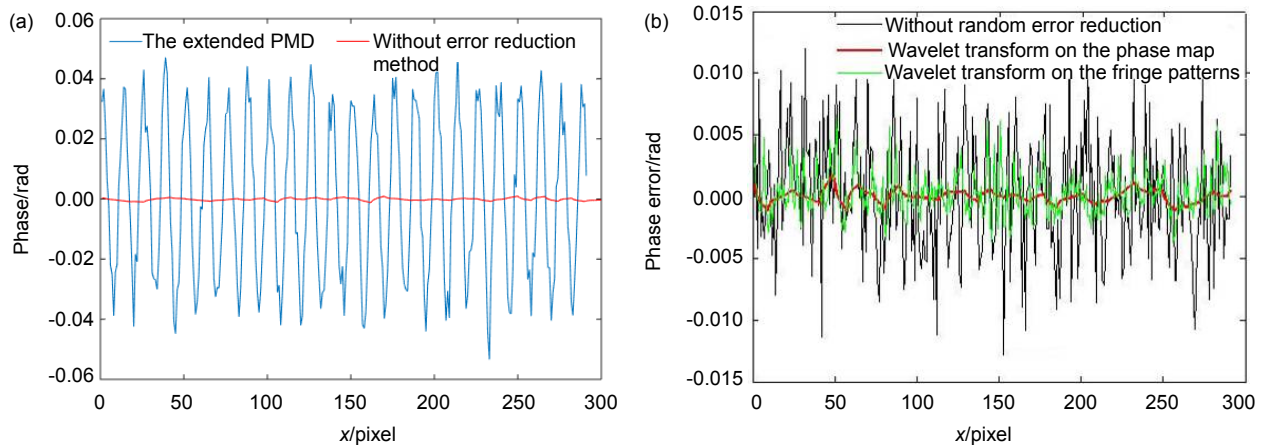 (a)
0.06
0.04
0.02
0.00
-0.02
-0.04
-0.06
Phase/rad
The extended PMD
Without error reduction
method
0
50
100
150
200
250
300
x/pixel
(b)
0.015
0.010
0.005
0.000
-0.005
-0.010
-0.015
Phase error/rad
Without random error reduction
Wavelet transform on the phase map
Wavelet transform on the fringe patterns
0
50
100
150
200
250
300
x/pixel